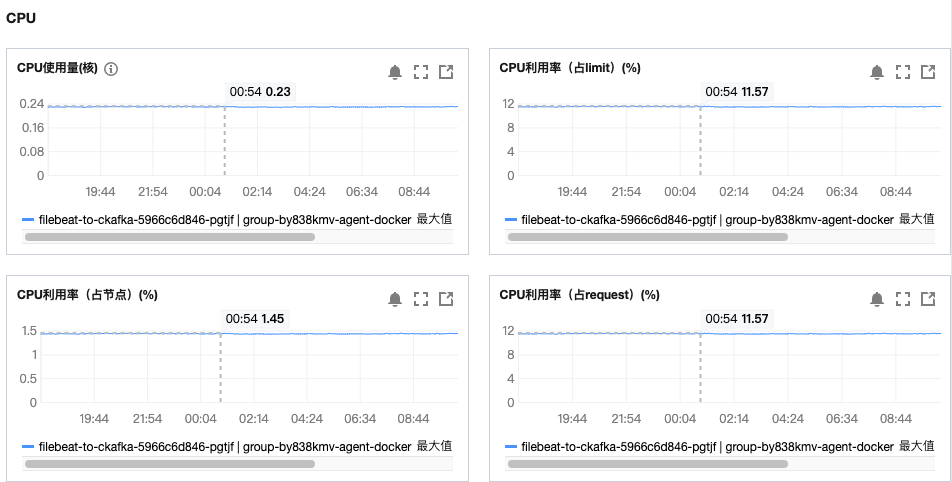 CPU
CPU使用量(核)
00:54 0.23
0.24
0.16
0.08
0
19:44 21:54 00:04 02:14 04:24 06:34 08:44
filebeat-to-ckafka-5966c6d846-pgtjf | group-by838kmv-agent-docker 最大值
CPU利用率（占limit）(%)
00:54 11.57
12
8
4
0
19:44 21:54 00:04 02:14 04:24 06:34 08:44
filebeat-to-ckafka-5966c6d846-pgtjf | group-by838kmv-agent-docker 最大值
CPU利用率（占节点）(%)
00:54 1.45
1.5
1
0.5
0
19:44 21:54 00:04 02:14 04:24 06:34 08:44
filebeat-to-ckafka-5966c6d846-pgtjf | group-by838kmv-agent-docker 最大值
CPU利用率（占request）(%)
00:54 11.57
12
8
4
0
19:44 21:54 00:04 02:14 04:24 06:34 08:44
filebeat-to-ckafka-5966c6d846-pgtjf | group-by838kmv-agent-docker 最大值